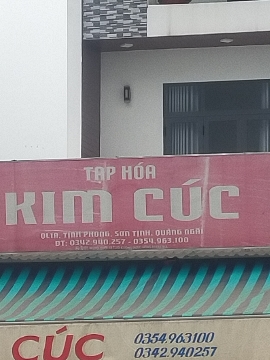 TẠP HÓA
KIM CÚC
QL1A, TỊNH PHONG, SƠN TỊNH, QUẢNG NGÃI
ĐT: 0342.940.257 - 0354.963.100
CÚC
0354.963100
0342.940257